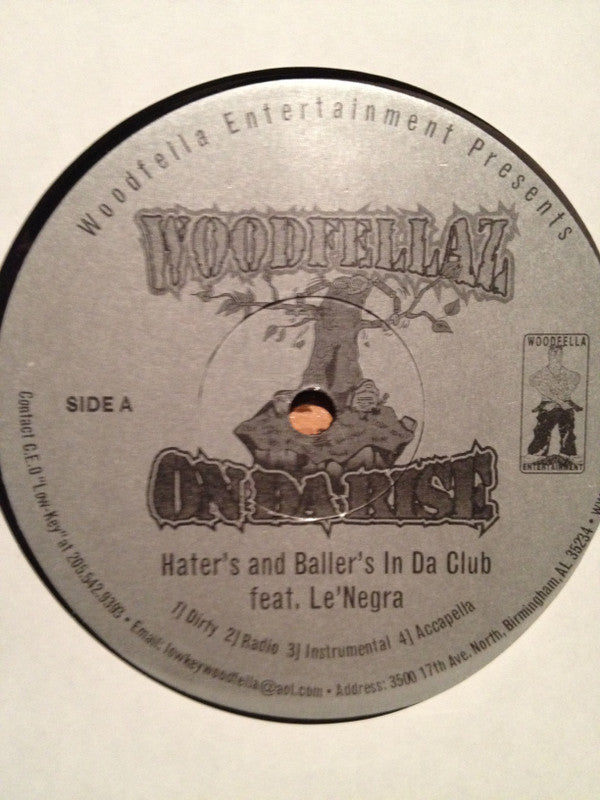 Woodfella Entertainment Presents
WOODFELLAZ
WOODFELLA
ENTERTAINMENT
SIDE A
ON DA RISE
Hater's and Baller's In Da Club
feat. Le'Negra
1] Dirty 2] Radio 3] Instrumental 4] Accapella
Contact C.E.O "Low-Key" at 205.542.9393 • Email: lowkeywoodfella@aol.com • Address: 3500 17th Ave. North, Birmingham, AL 35234 •